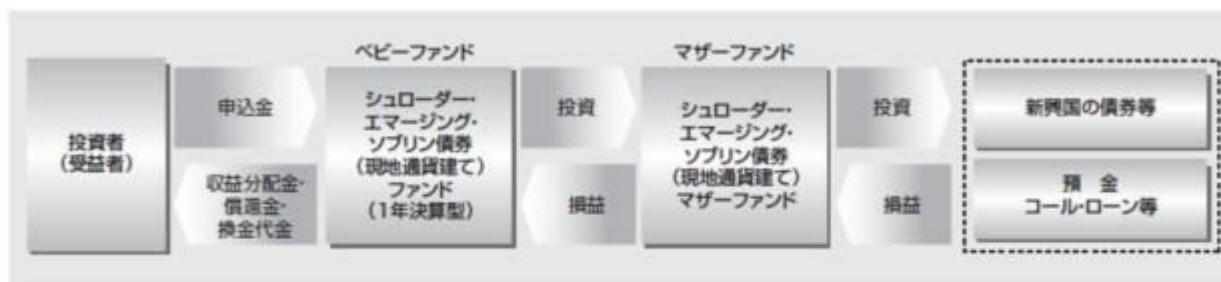 ベビーファンド
マザーファンド
投資者
(受益者)
申込金
収益分配金・
償還金・
換金代金
シュローダー・
エマージング・
ソブリン債券
(現地通貨建て)
ファンド
(1年決算型)
投資
損益
シュローダー・
エマージング・
ソブリン債券
(現地通貨建て)
マザーファンド
投資
損益
新興国の債券等
預 金
コール・ローン等